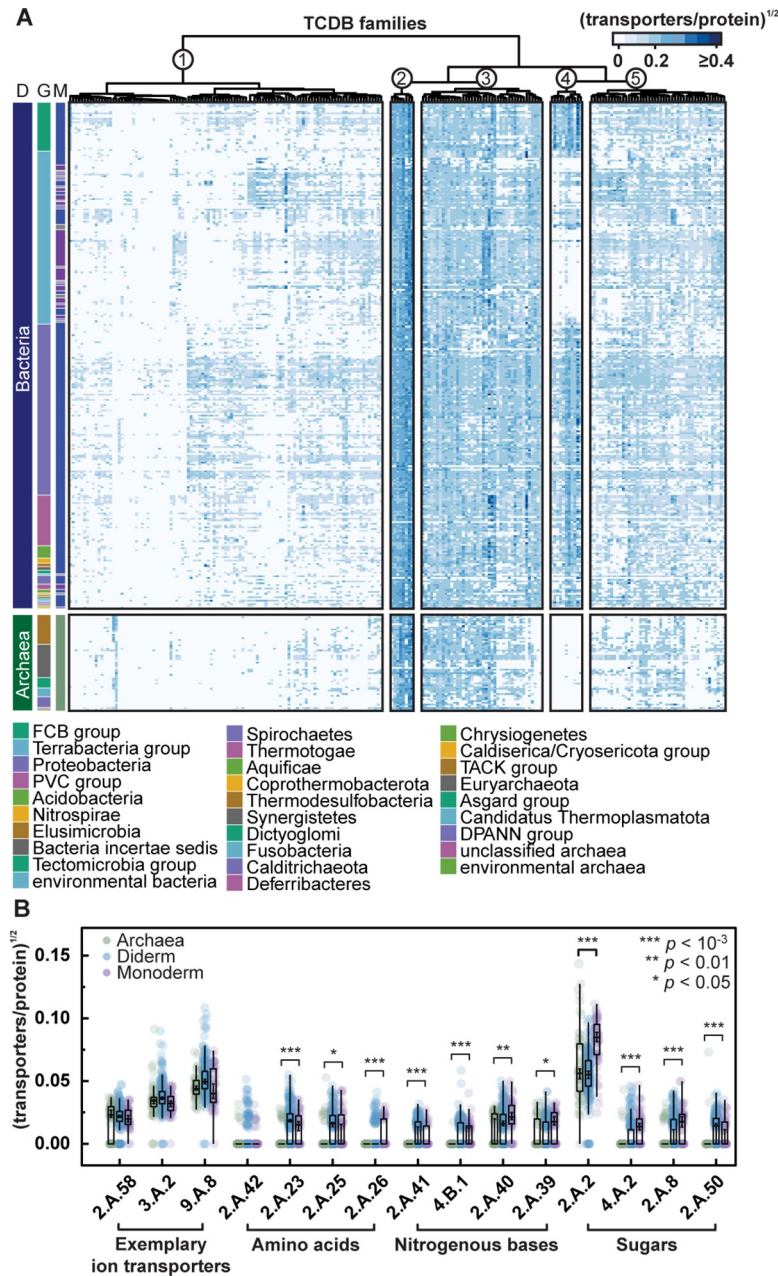 A
TCDB families
(transporters/protein)1/2
0 0.2 ≥0.4
1
2
3
4
5
D G M
Bacteria
Archaea
FCB group
Terrabacteria group
Proteobacteria
PVC group
Acidobacteria
Nitrospirae
Elusimicrobia
Bacteria incertae sedis
Tectomicrobia group
environmental bacteria
Spirochaetes
Thermotogae
Aquificae
Coprothermobacterota
Thermodesulfobacteria
Synergistetes
Dictyoglomi
Fusobacteria
Calditrichaeota
Deferribacteres
Chrysiogenetes
Caldiserica/Cryosericota group
TACK group
Euryarchaeota
Asgard group
Candidatus Thermoplasmatota
DPANN group
unclassified archaea
environmental archaea
B
(transporters/protein)1/2
0.15
0.10
0.05
0.00
Archaea
Diderm
Monoderm
*** p < 10-3
** p < 0.01
* p < 0.05
*** * *** *** *** ** * *** *** *** ***
2.A.58 3.A.2 9.A.8 2.A.42 2.A.23 2.A.25 2.A.26 2.A.41 4.B.1 2.A.40 2.A.39 2.A.2 4.A.2 2.A.8 2.A.50
Exemplary
ion transporters
Amino acids
Nitrogenous bases
Sugars